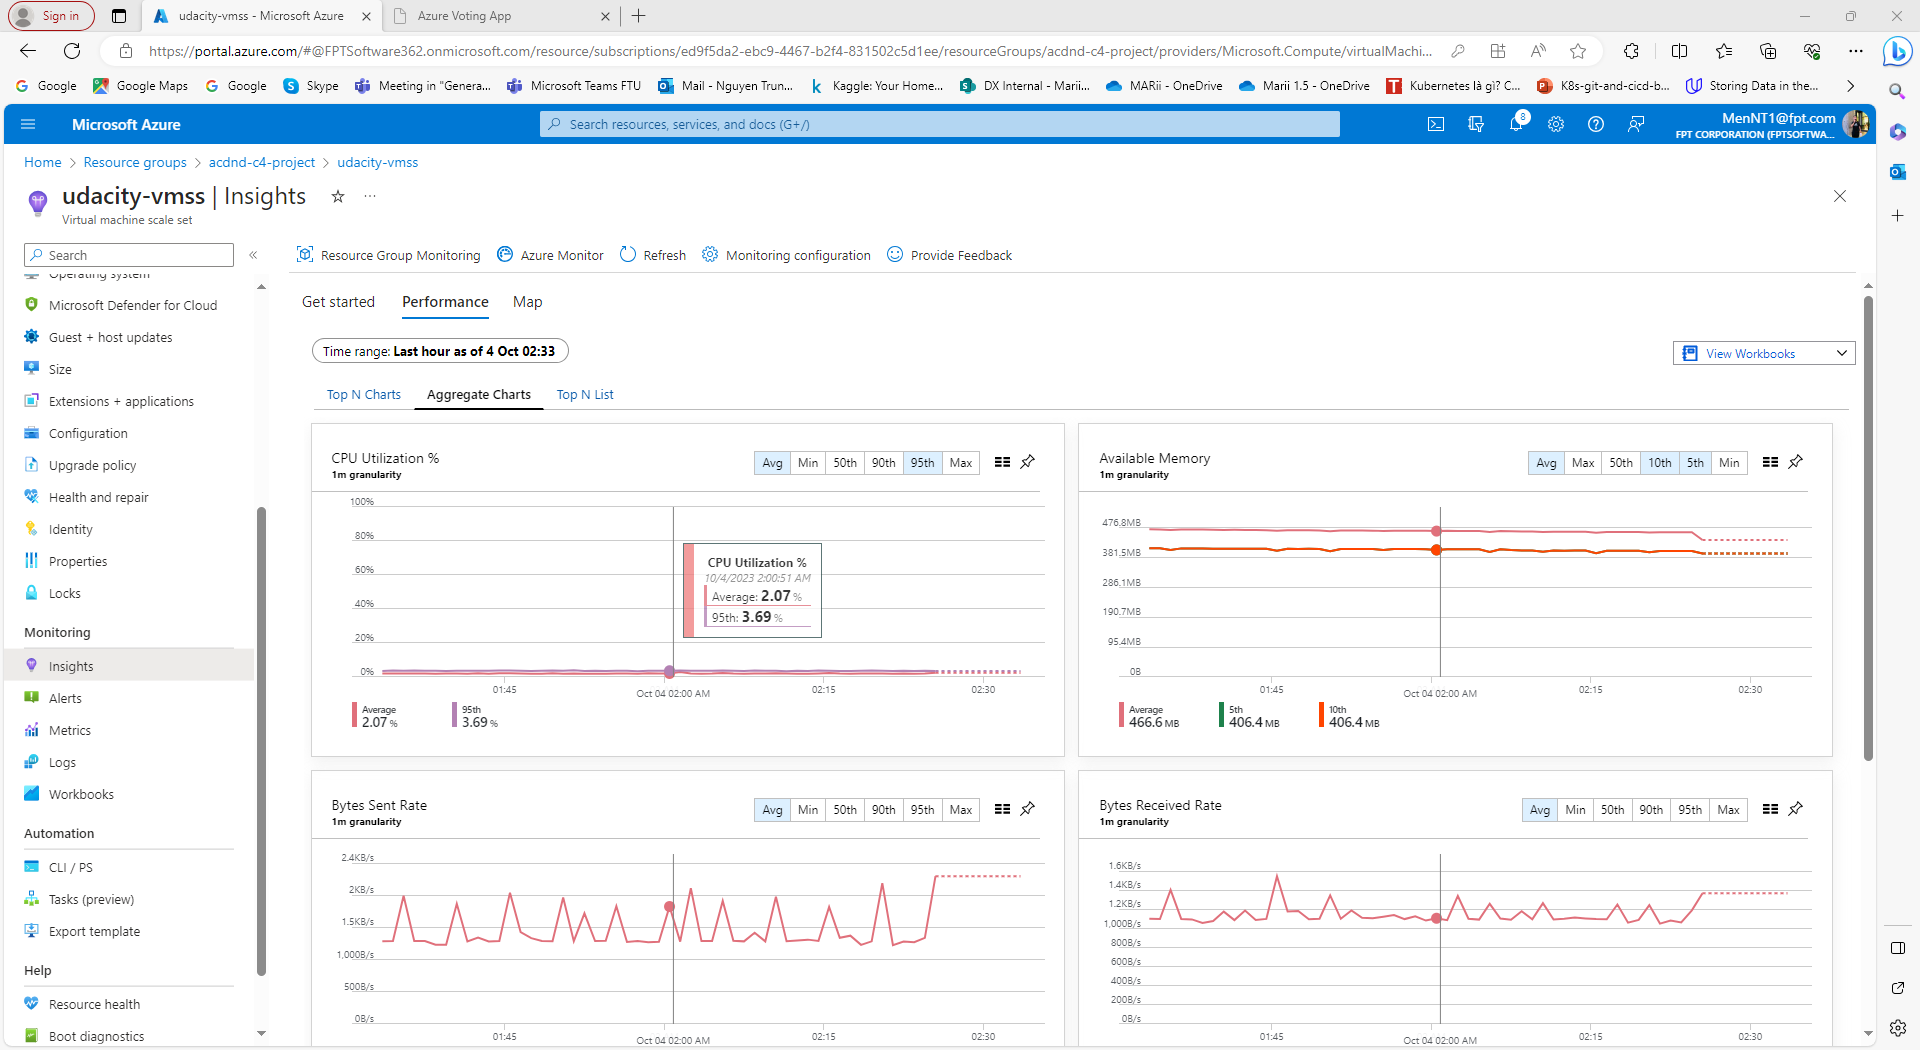 Sign in
udacity-vmss - Microsoft Azure
Azure Voting App
https://portal.azure.com/#@FPTSoftware362.onmicrosoft.com/resource/subscriptions/ed9f5da2-ebc9-4467-b2f4-831502c5d1ee/resourceGroups/acdnd-c4-project/providers/Microsoft.Compute/virtualMachi...
Google
Google Maps
Google
Skype
Meeting in "Genera...
Microsoft Teams FTU
Mail - Nguyen Trun...
Kaggle: Your Home...
DX Internal - Marii...
MARii - OneDrive
Marii 1.5 - OneDrive
Kubernetes là gì? C...
K8s-git-and-cicd-b...
Storing Data in the...
Microsoft Azure
Search resources, services, and docs (G+/)
8
MenNT1@fpt.com
FPT CORPORATION (FPTSOFTWA...
Home > Resource groups > acdnd-c4-project > udacity-vmss
udacity-vmss | Insights
Virtual machine scale set
Search
Operating system
Microsoft Defender for Cloud
Guest + host updates
Size
Extensions + applications
Configuration
Upgrade policy
Health and repair
Identity
Properties
Locks
Monitoring
Insights
Alerts
Metrics
Logs
Workbooks
Automation
CLI / PS
Tasks (preview)
Export template
Help
Resource health
Boot diagnostics
Resource Group Monitoring
Azure Monitor
Refresh
Monitoring configuration
Provide Feedback
Get started
Performance
Map
Time range: Last hour as of 4 Oct 02:33
View Workbooks
Top N Charts
Aggregate Charts
Top N List
CPU Utilization %
1m granularity
Avg Min 50th 90th 95th Max
100%
80%
60%
40%
20%
0%
CPU Utilization %
10/4/2023 2:00:51 AM
Average: 2.07 %
95th: 3.69 %
01:45
Oct 04 02:00 AM
02:15
02:30
Average
2.07 %
95th
3.69 %
Available Memory
1m granularity
Avg Max 50th 10th 5th Min
476.8MB
381.5MB
286.1MB
190.7MB
95.4MB
0B
01:45
Oct 04 02:00 AM
02:15
02:30
Average
466.6 MB
5th
406.4 MB
10th
406.4 MB
Bytes Sent Rate
1m granularity
Avg Min 50th 90th 95th Max
2.4KB/s
2KB/s
1.5KB/s
1,000B/s
500B/s
0B/s
01:45
Oct 04 02:00 AM
02:15
02:30
Bytes Received Rate
1m granularity
Avg Min 50th 90th 95th Max
1.6KB/s
1.4KB/s
1.2KB/s
1,000B/s
800B/s
600B/s
400B/s
200B/s
0B/s
01:45
Oct 04 02:00 AM
02:15
02:30